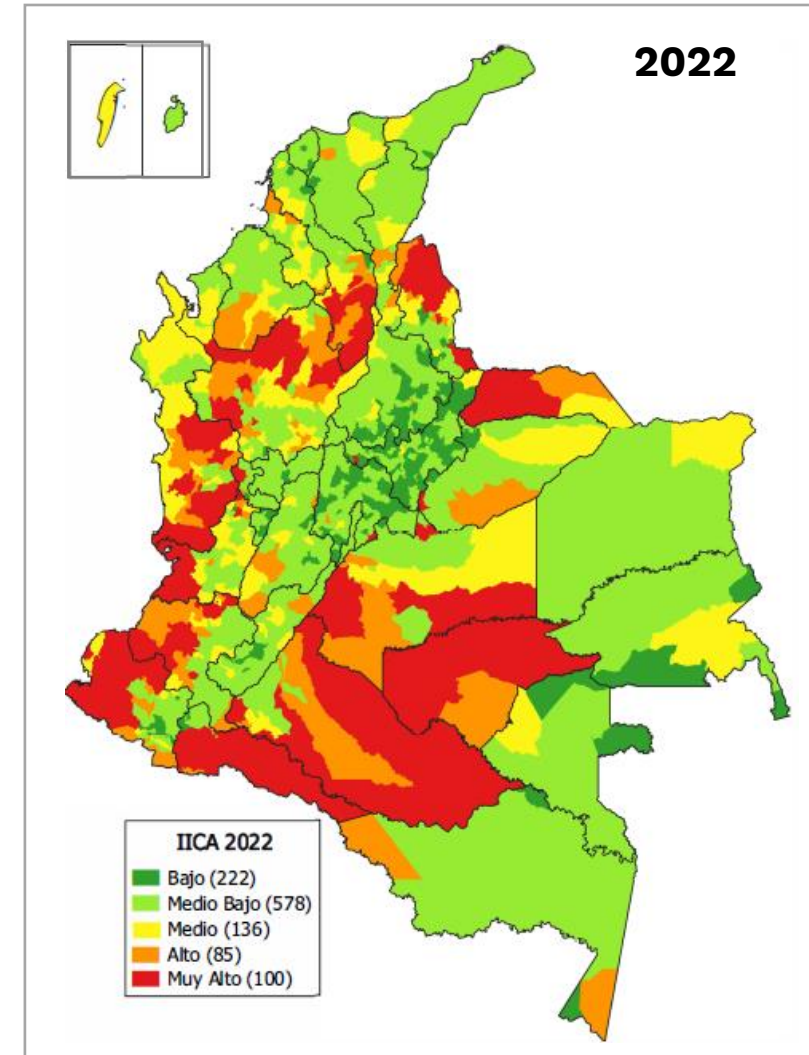 2022
IICA 2022
Bajo (222)
Medio Bajo (578)
Medio (136)
Alto (85)
Muy Alto (100)